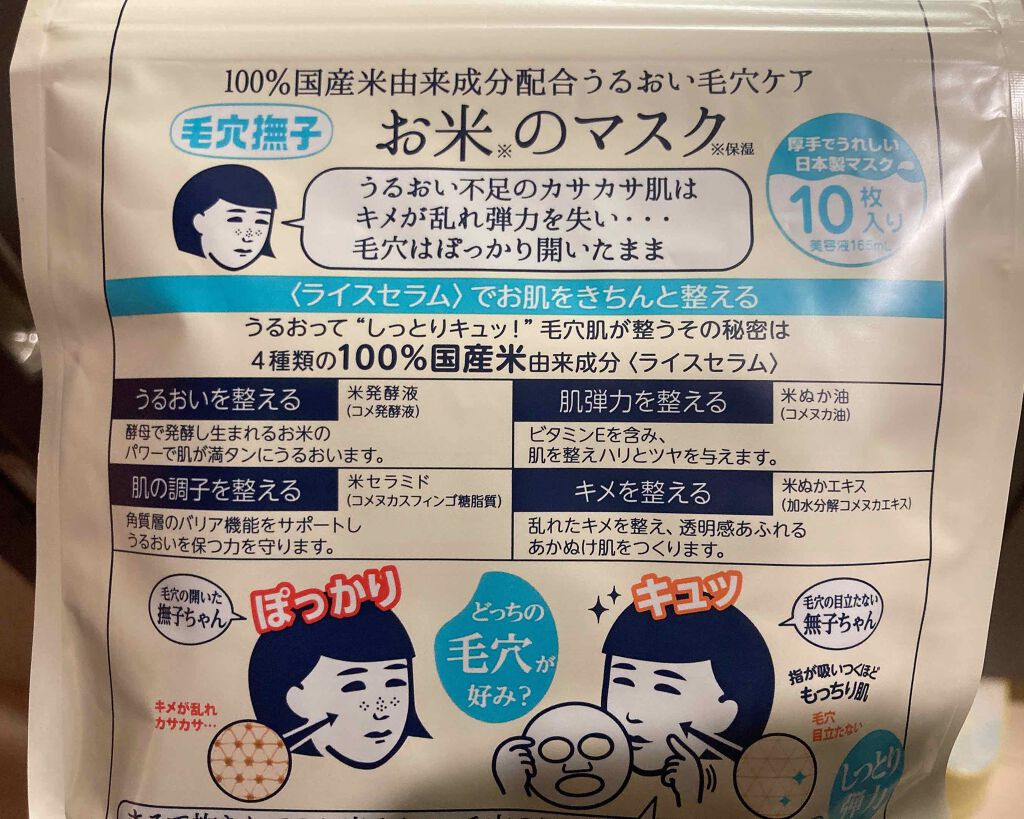 100%国産米由来成分配合うるおい毛穴ケア
毛穴撫子
お米※のマスク※保湿
厚手でうれしい
日本製マスク
10枚入り
美容液165mL
うるおい不足のカサカサ肌は
キメが乱れ弾力を失い・・・
毛穴はぽっかり開いたまま
〈ライスセラム〉でお肌をきちんと整える
うるおって“しっとりキュッ!”毛穴肌が整うその秘密は
4種類の100%国産米由来成分〈ライスセラム〉
うるおいを整える
米発酵液
(コメ発酵液)
酵母で発酵し生まれるお米の
パワーで肌が満タンにうるおいます。
肌弾力を整える
米ぬか油
(コメヌカ油)
ビタミンEを含み、
肌を整えハリとツヤを与えます。
肌の調子を整える
米セラミド
(コメヌカスフィンゴ糖脂質)
角質層のバリア機能をサポートし
うるおいを保つ力を守ります。
キメを整える
米ぬかエキス
(加水分解コメヌカエキス)
乱れたキメを整え、透明感あふれる
あかぬけ肌をつくります。
毛穴の開いた
撫子ちゃん
ぽっかり
どっちの
毛穴が
好み?
キュッ
毛穴の目立たない
無子ちゃん
指が吸いつくほど
もっちり肌
キメが乱れ
カサカサ…
毛穴
目立たない
しっとり
弾力